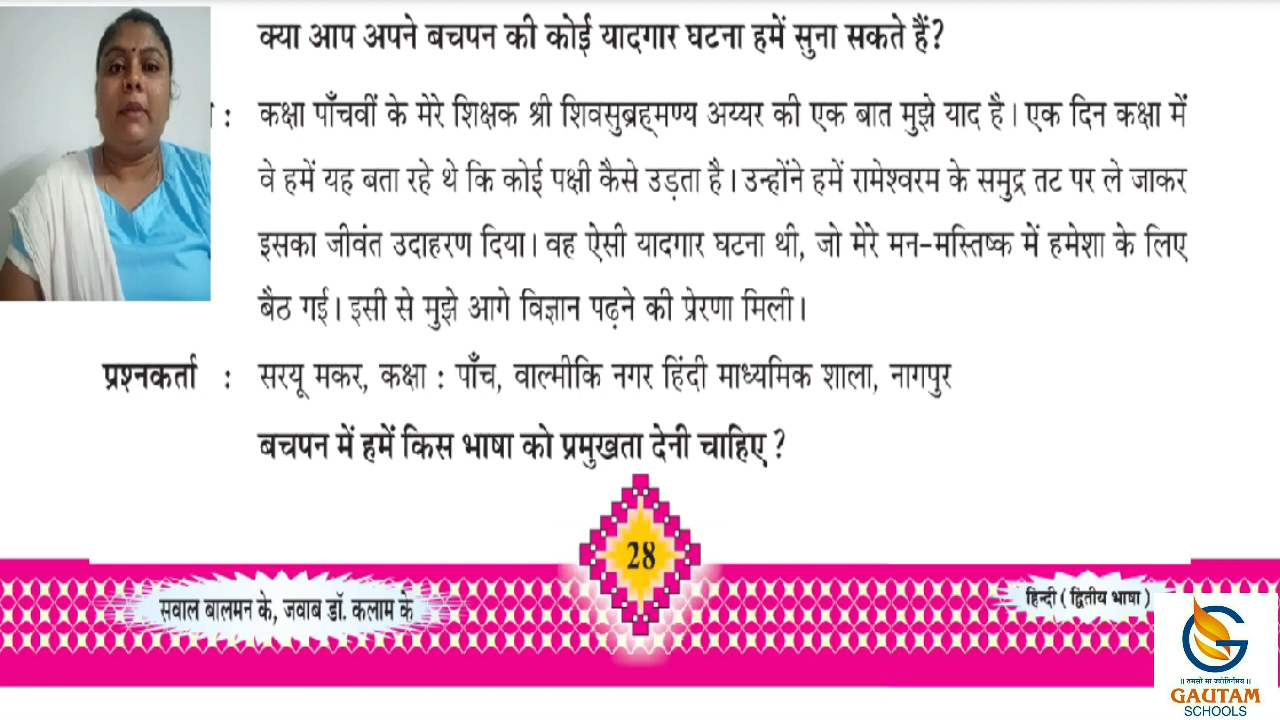 क्या आप अपने बचपन की कोई यादगार घटना हमें सुना सकते हैं?
: कक्षा पाँचवीं के मेरे शिक्षक श्री शिवसुब्रह्मण्य अय्यर की एक बात मुझे याद है। एक दिन कक्षा में
वे हमें यह बता रहे थे कि कोई पक्षी कैसे उड़ता है। उन्होंने हमें रामेश्वरम के समुद्र तट पर ले जाकर
इसका जीवंत उदाहरण दिया। वह ऐसी यादगार घटना थी, जो मेरे मन-मस्तिष्क में हमेशा के लिए
बैठ गई। इसी से मुझे आगे विज्ञान पढ़ने की प्रेरणा मिली।
प्रश्नकर्ता : सरयू मकर, कक्षा : पाँच, वाल्मीकि नगर हिंदी माध्यमिक शाला, नागपुर
बचपन में हमें किस भाषा को प्रमुखता देनी चाहिए ?
28
सवाल बालमन के, जवाब डॉ. कलाम के
हिन्दी ( द्वितीय भाषा )
॥ तमसो मा ज्योतिर्गमय ॥
GAUTAM
SCHOOLS